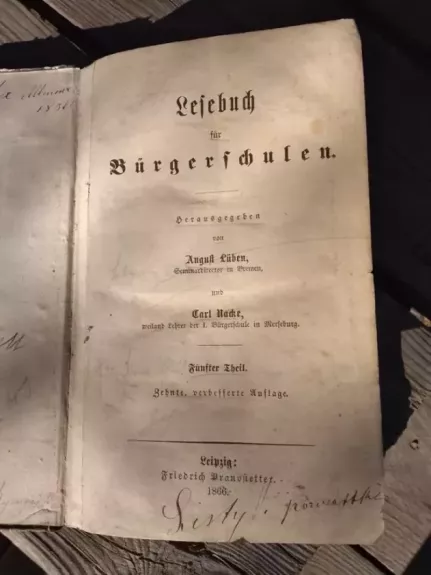 Lesebuch
für
Bürgerschulen.
Herausgegeben
von
August Lüben,
Seminardirector in Bremen,
und
Carl Nacke,
weiland Lehrer der I. Bürgerschule in Merseburg.
Fünfter Theil.
Zehnte, verbesserte Auflage.
Leipzig:
Friedrich Brandstetter.
1866.